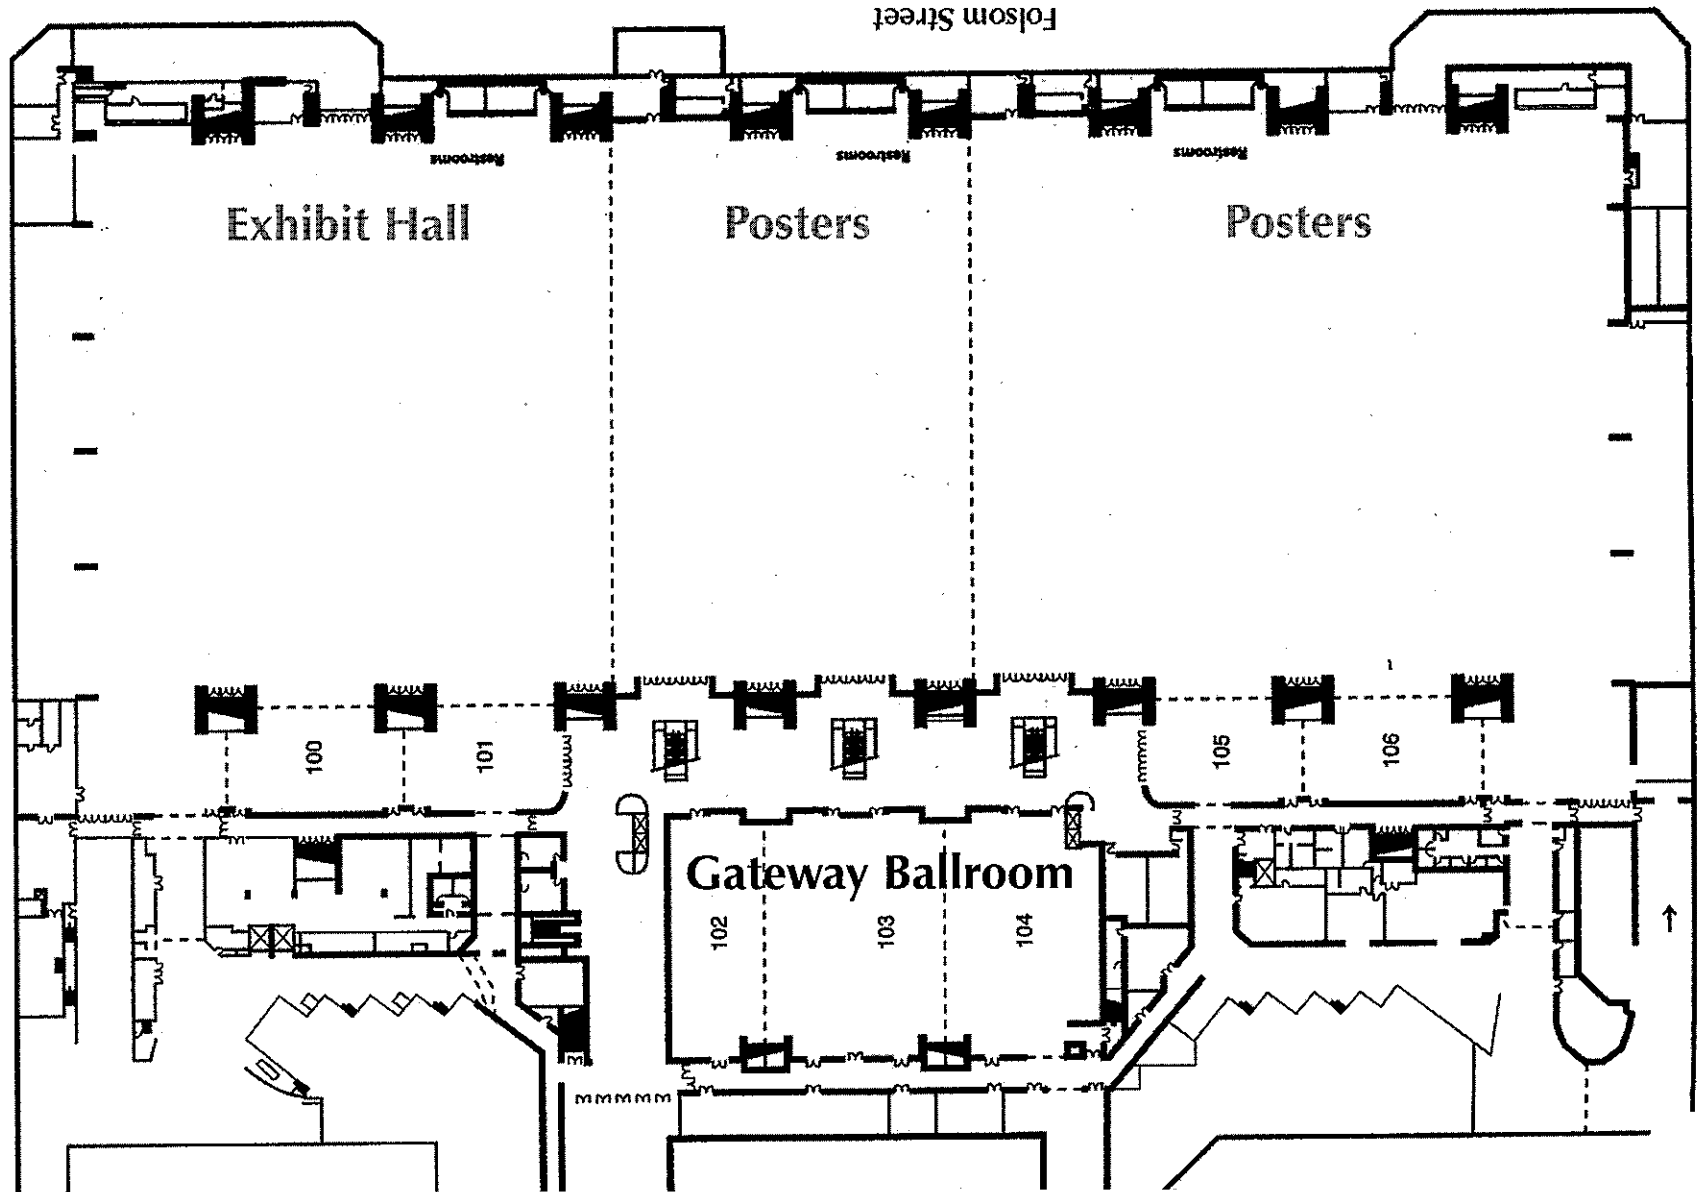 Folsom Street
Restrooms
Restrooms
Restrooms
Exhibit Hall
Posters
Posters
100
101
105
106
Gateway Ballroom
102
103
104